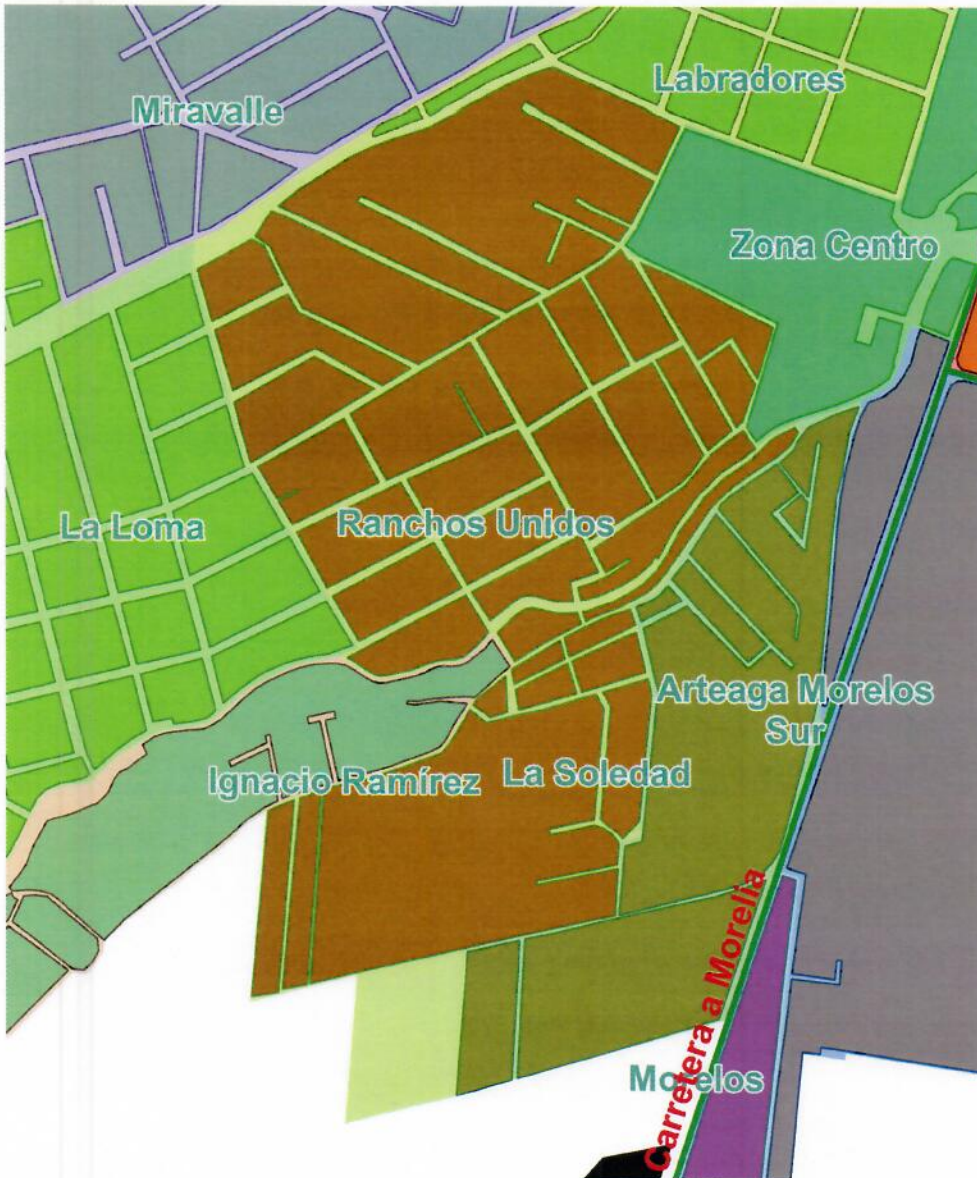 Labradores
Miravalle
Zona Centro
La Loma
Ranchos Unidos
Arteaga Morelos
Sur
Ignacio Ramírez
La Soledad
Carretera a Morelia
Morelos